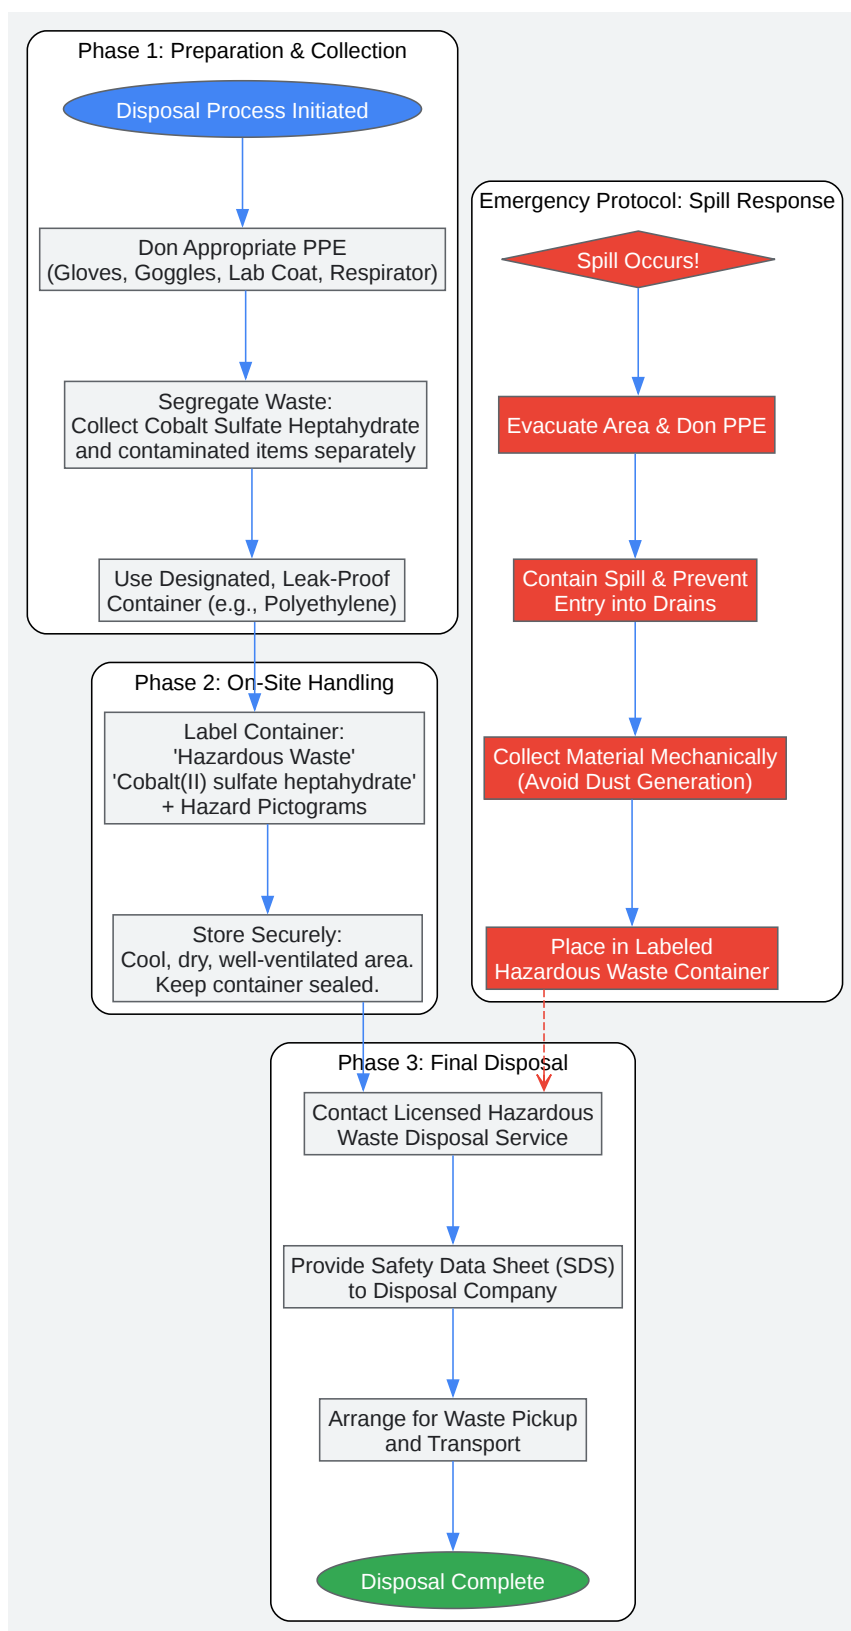 Phase 1: Preparation & Collection
Disposal Process Initiated
Don Appropriate PPE
(Gloves, Goggles, Lab Coat, Respirator)
Segregate Waste:
Collect Cobalt Sulfate Heptahydrate
and contaminated items separately
Use Designated, Leak-Proof
Container (e.g., Polyethylene)
Phase 2: On-Site Handling
Label Container:
'Hazardous Waste'
'Cobalt(II) sulfate heptahydrate'
+ Hazard Pictograms
Store Securely:
Cool, dry, well-ventilated area.
Keep container sealed.
Emergency Protocol: Spill Response
Spill Occurs!
Evacuate Area & Don PPE
Contain Spill & Prevent
Entry into Drains
Collect Material Mechanically
(Avoid Dust Generation)
Place in Labeled
Hazardous Waste Container
Phase 3: Final Disposal
Contact Licensed Hazardous
Waste Disposal Service
Provide Safety Data Sheet (SDS)
to Disposal Company
Arrange for Waste Pickup
and Transport
Disposal Complete